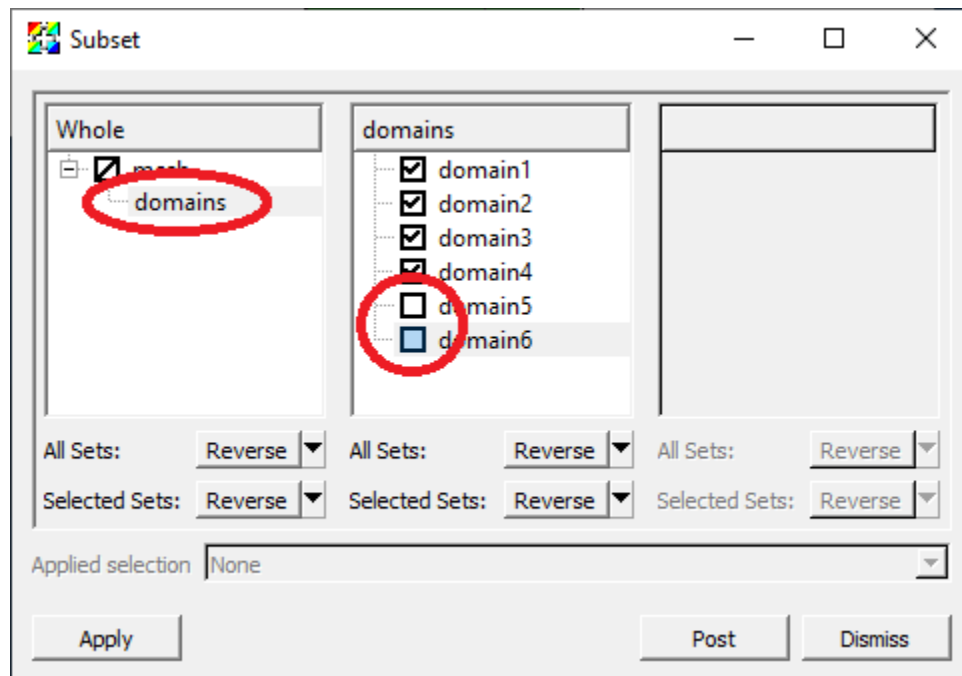 Subset
Whole
mesh
domains
domains
domain1
domain2
domain3
domain4
domain5
domain6
All Sets: Reverse All Sets: Reverse All Sets: Reverse
Selected Sets: Reverse Selected Sets: Reverse Selected Sets: Reverse
Applied selection None
Apply Post Dismiss